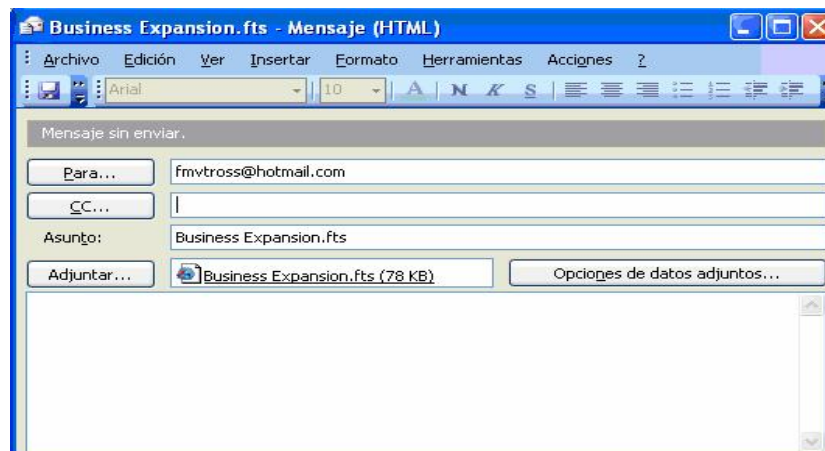 Business Expansion.fts - Mensaje (HTML)
Archivo Edición Ver Insertar Formato Herramientas Acciones ?
Arial 10 A N K S
Mensaje sin enviar.
Para... fmvtross@hotmail.com
CC...
Asunto: Business Expansion.fts
Adjuntar... Business Expansion.fts (78 KB) Opciones de datos adjuntos...